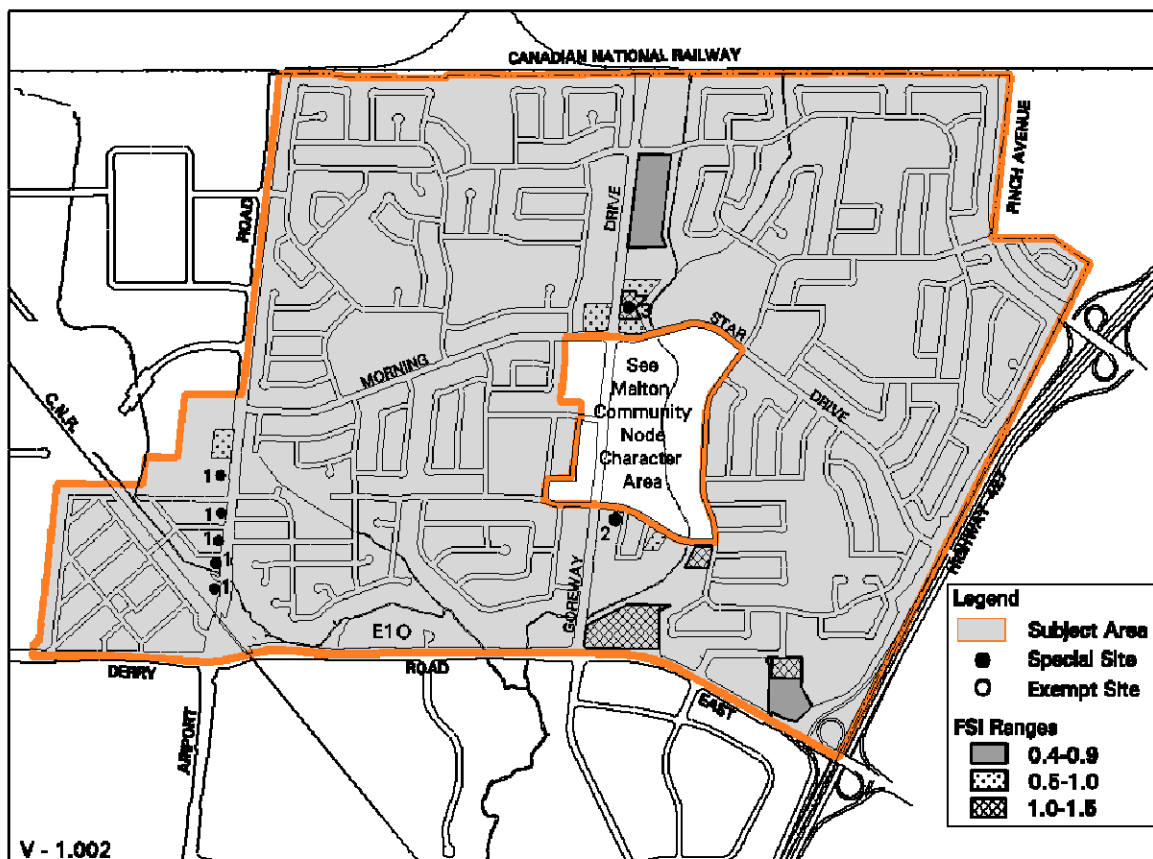 CANADIAN NATIONAL RAILWAY
FINCH AVENUE
ROAD
DRIVE
3
STAR
MORNING
DRIVE
See
Malton
Community
Node
Character
Area
C.N.R.
1
1
1
1
1
2
HIGHWAY 427
GOREWAY
E1
DERRY
ROAD
EAST
AIRPORT
Legend
Subject Area
Special Site
Exempt Site
FSI Ranges
0.4-0.9
0.5-1.0
1.0-1.5
V - 1.002